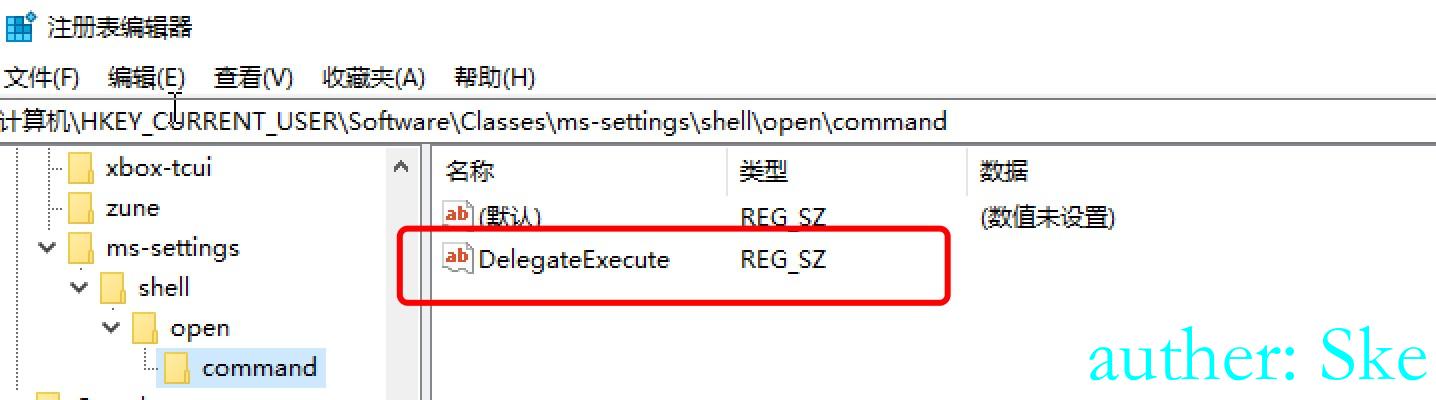 注册表编辑器
文件(F) 编辑(E) 查看(V) 收藏夹(A) 帮助(H)
计算机\HKEY_CURRENT_USER\Software\Classes\ms-settings\shell\open\command
xbox-tcui
zune
ms-settings
shell
open
command
名称 类型 数据
(默认) REG_SZ (数值未设置)
DelegateExecute REG_SZ
auther: Ske